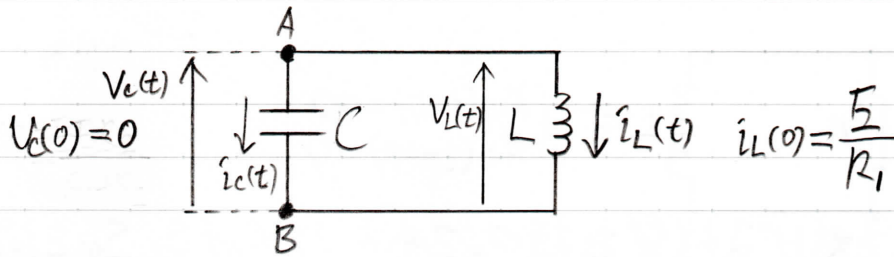 A
Vc(t)
Vc(0)=0
ic(t)
C
VL(t)
L
iL(t)
iL(0)=E/R1
B